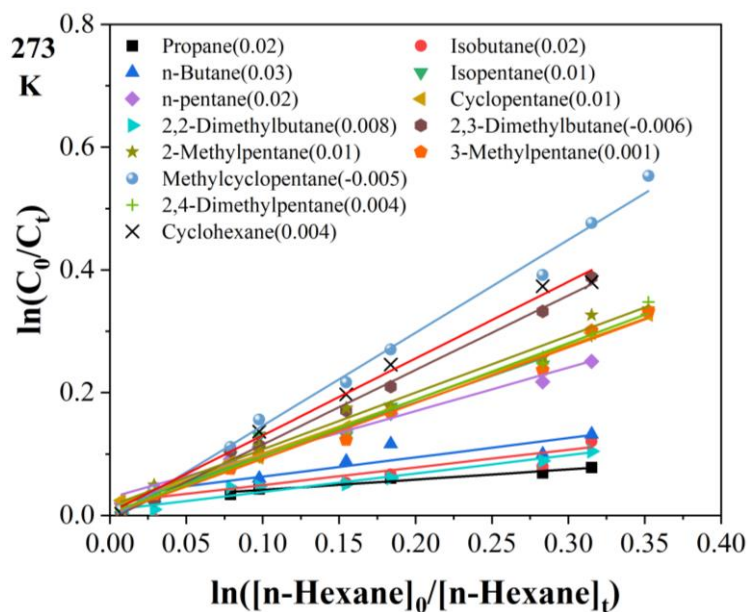 273
K
Propane(0.02)
Isobutane(0.02)
n-Butane(0.03)
Isopentane(0.01)
n-pentane(0.02)
Cyclopentane(0.01)
2,2-Dimethylbutane(0.008)
2,3-Dimethylbutane(-0.006)
2-Methylpentane(0.01)
3-Methylpentane(0.001)
Methylcyclopentane(-0.005)
2,4-Dimethylpentane(0.004)
Cyclohexane(0.004)
ln(C₀/Cₜ)
0.8
0.6
0.4
0.2
0.0
0.00 0.05 0.10 0.15 0.20 0.25 0.30 0.35 0.40
ln([n-Hexane]₀/[n-Hexane]ₜ)